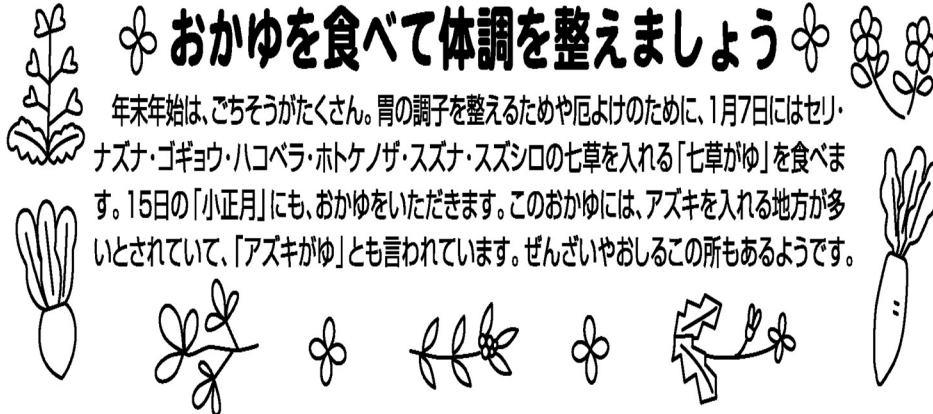 おかゆを食べて体調を整えましょう
年末年始は、ごちそうがたくさん。胃の調子を整えるためや厄よけのために、1月7日にはセリ・
ナズナ・ゴギョウ・ハコベラ・ホトケノザ・スズナ・スズシロの七草を入れる「七草がゆ」を食べま
す。15日の「小正月」にも、おかゆをいただきます。このおかゆには、アズキを入れる地方が多
いとされていて、「アズキがゆ」とも言われています。ぜんざいやおしるこの所もあるようです。